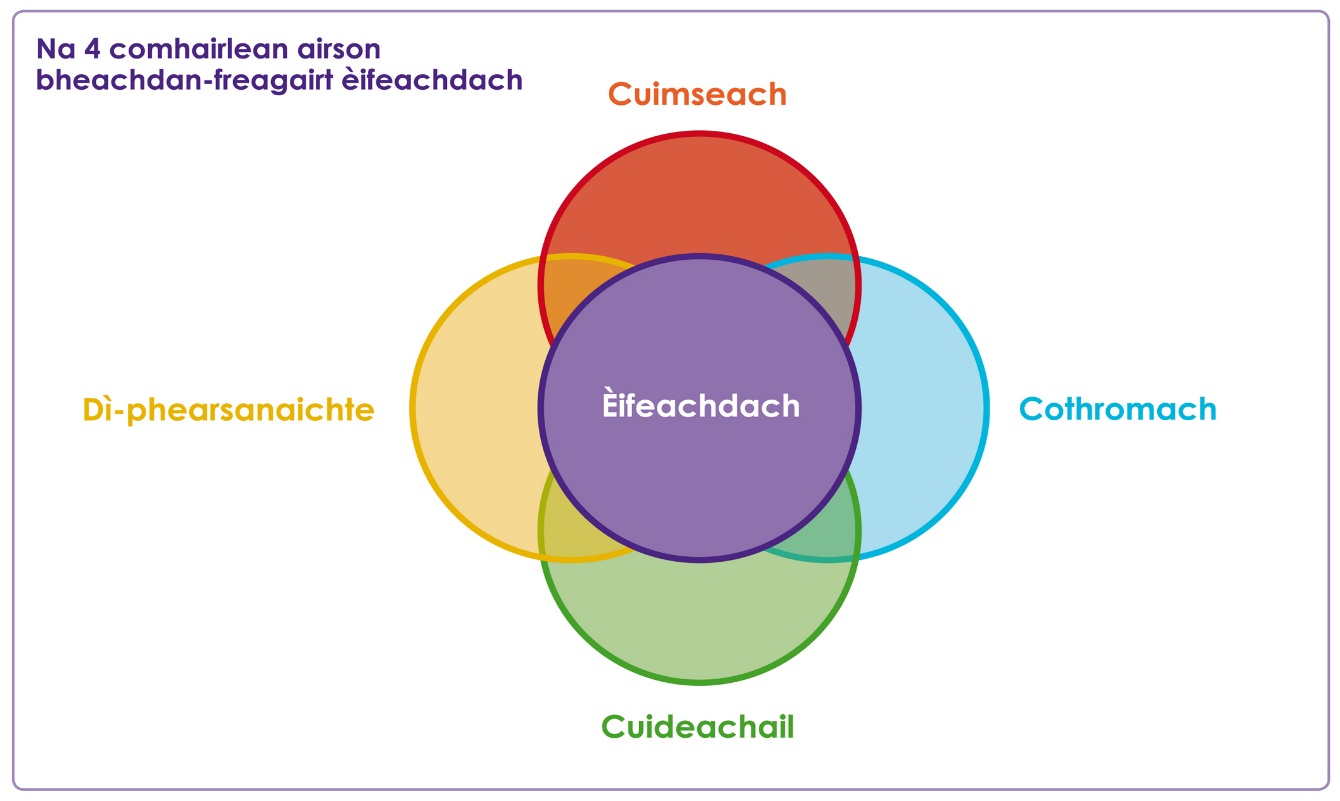 Na 4 comhairlean airson
bheachdan-freagairt èifeachdach
Cuimseach
Dì-phearsanaichte
Èifeachdach
Cothromach
Cuideachail